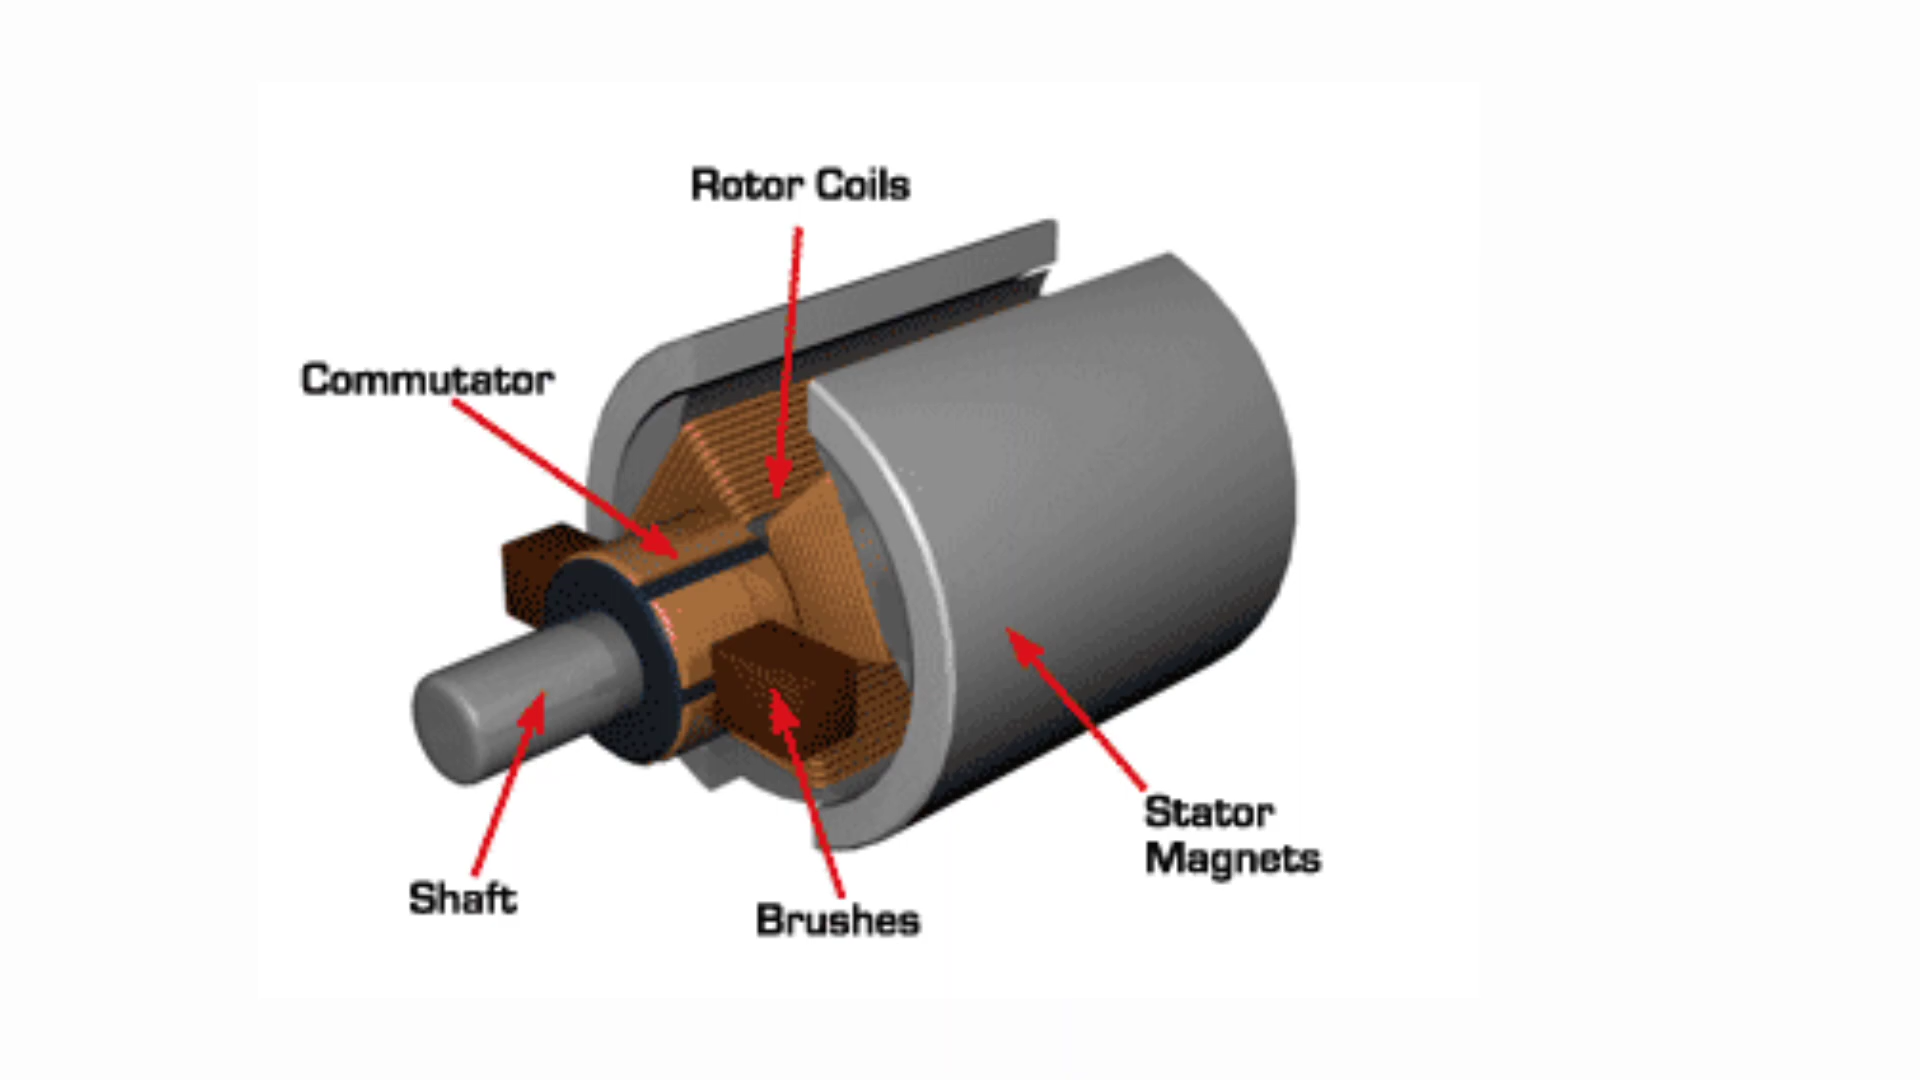 Rotor Coils
Commutator
Stator
Magnets
Shaft
Brushes